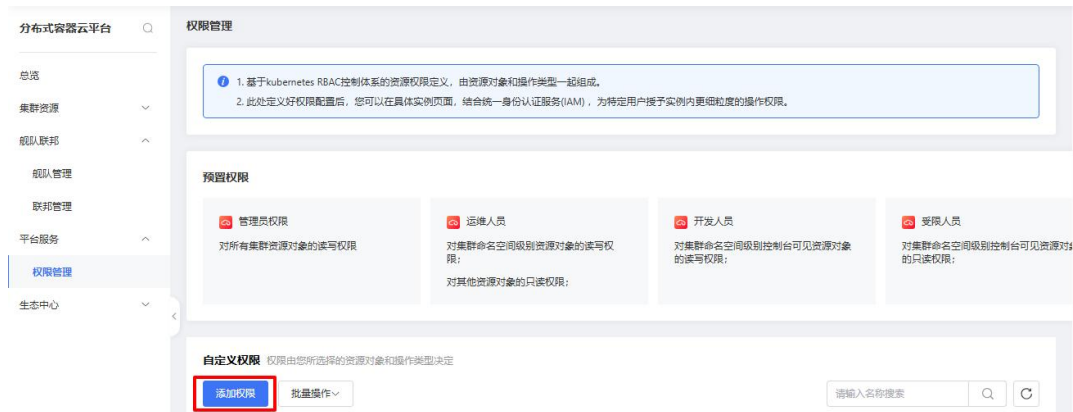 分布式容器云平台
总览
集群资源
舰队联邦
舰队管理
联邦管理
平台服务
权限管理
生态中心
权限管理
1. 基于kubernetes RBAC控制体系的资源权限定义，由资源对象和操作类型一起组成。
2. 此处定义好权限配置后，您可以在具体实例页面，结合统一身份认证服务(IAM)，为特定用户授予实例内更细粒度的操作权限。
预置权限
管理员权限
对所有集群资源对象的读写权限
运维人员
对集群命名空间级别资源对象的读写权
限；
对其他资源对象的只读权限；
开发人员
对集群命名空间级别控制台可见资源对象
的读写权限；
受限人员
对集群命名空间级别控制台可见资源对
的只读权限；
自定义权限 权限由您所选择的资源对象和操作类型决定
添加权限 批量操作
请输入名称搜索